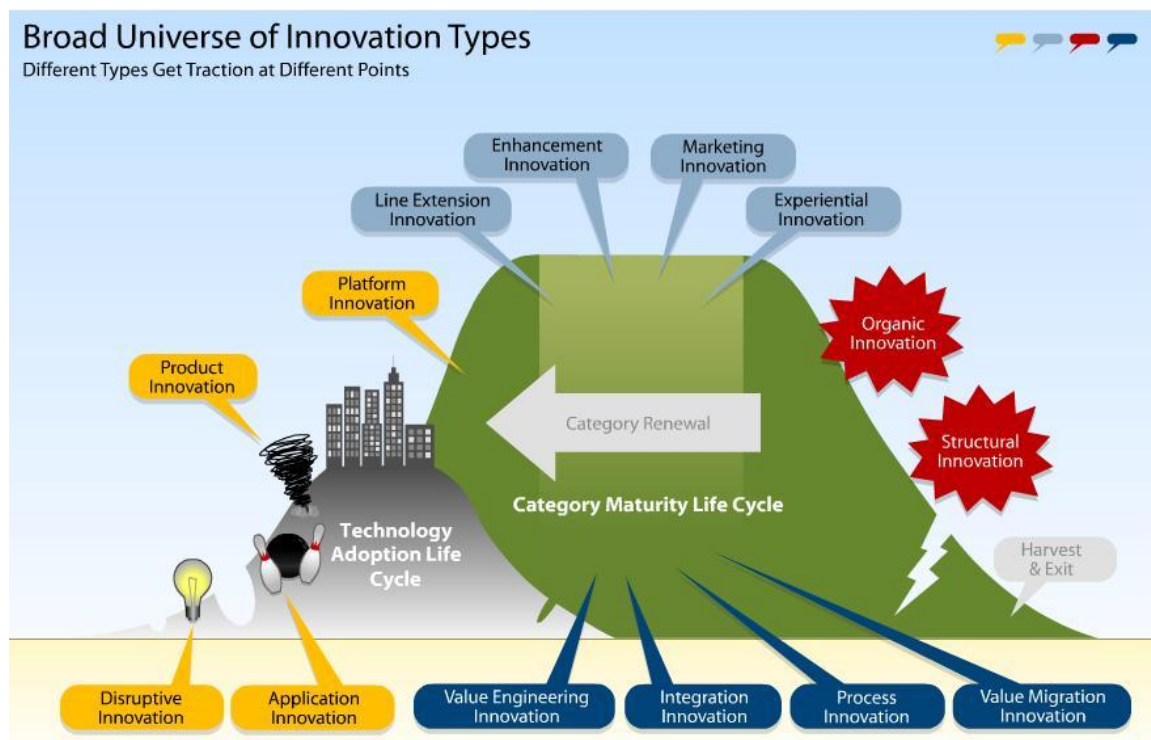 Broad Universe of Innovation Types
Different Types Get Traction at Different Points
Enhancement
Innovation
Marketing
Innovation
Line Extension
Innovation
Experiential
Innovation
Platform
Innovation
Organic
Innovation
Product
Innovation
Category Renewal
Structural
Innovation
Category Maturity Life Cycle
Technology
Adoption Life
Cycle
Harvest
& Exit
Disruptive
Innovation
Application
Innovation
Value Engineering
Innovation
Integration
Innovation
Process
Innovation
Value Migration
Innovation